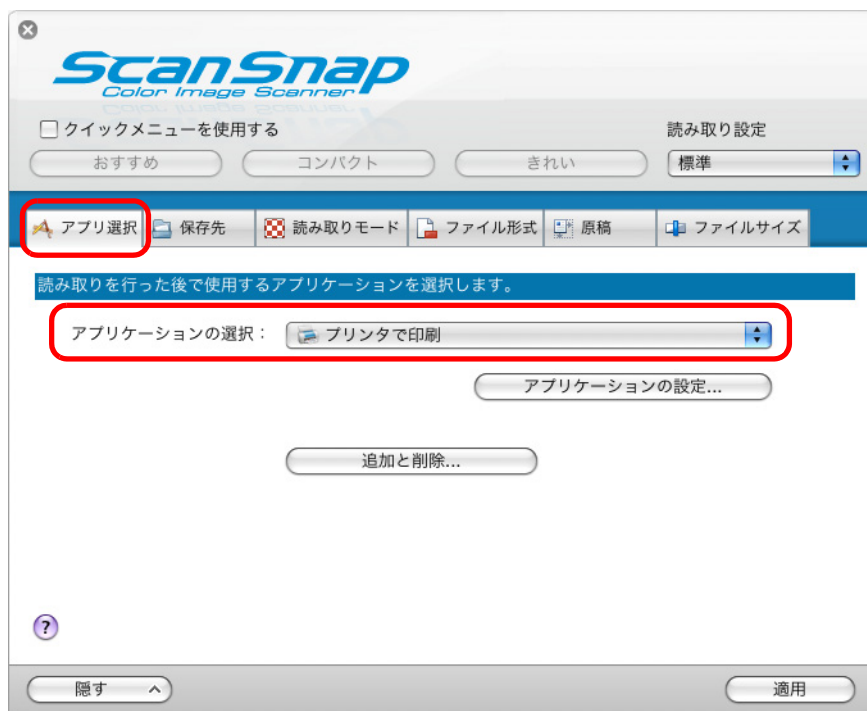 ScanSnap
Color Image Scanner
クイックメニューを使用する
読み取り設定
おすすめ
コンパクト
きれい
標準
アプリ選択
保存先
読み取りモード
ファイル形式
原稿
ファイルサイズ
読み取りを行った後で使用するアプリケーションを選択します。
アプリケーションの選択：
プリンタで印刷
アプリケーションの設定...
追加と削除...
?
隠す
適用